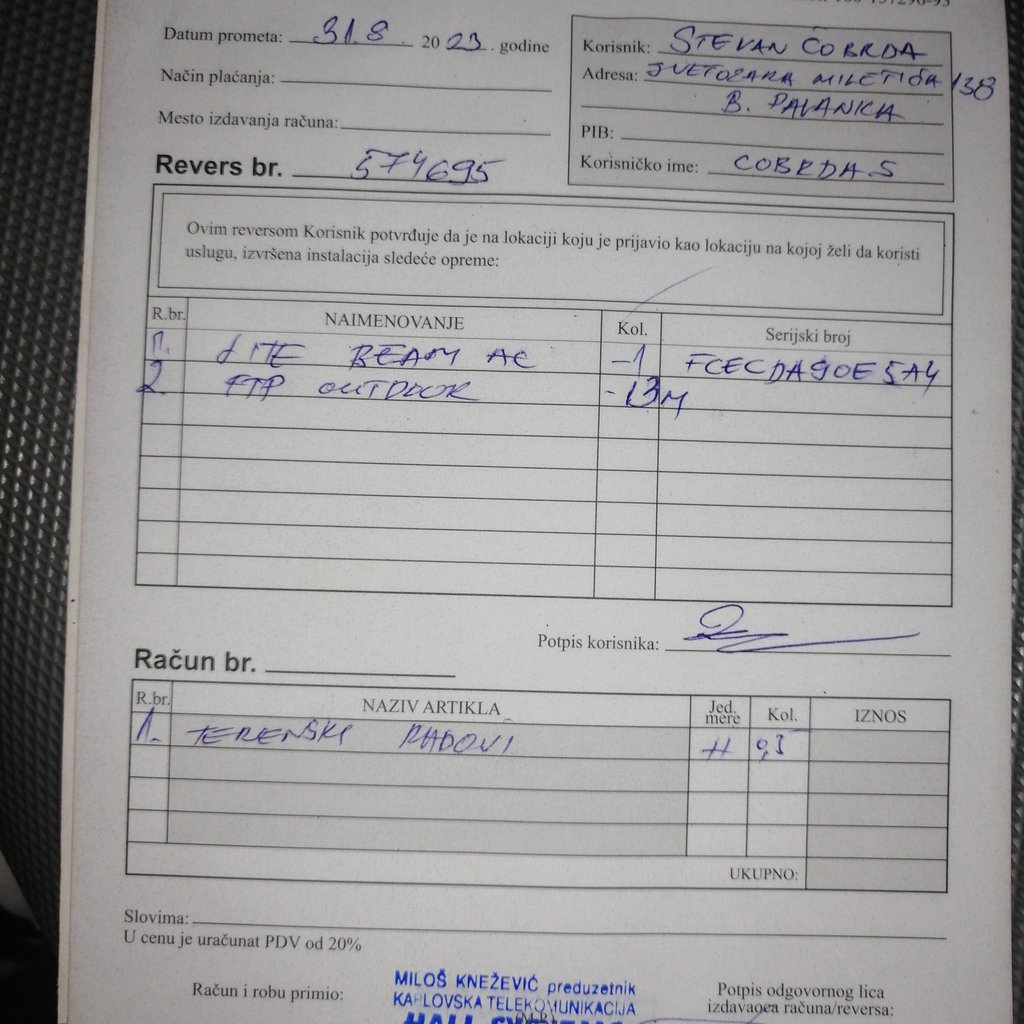 Datum prometa: 31.8. 2023. godine
Način plaćanja:
Mesto izdavanja računa:
Korisnik: STEVAN ČOBRDA
Adresa: SVETOZARA MILETIĆA 138
B. PALANKA
PIB:
Korisničko ime: COBRDA.S
Revers br. 574695
Ovim reversom Korisnik potvrđuje da je na lokaciji koju je prijavio kao lokaciju na kojoj želi da koristi
uslugu, izvršena instalacija sledeće opreme:
R.br. NAIMENOVANJE Kol. Serijski broj
1. LITE BEAM AC -1 FCECDA90E5A4
2 FTP OUTDOOR -13M
Potpis korisnika:
Račun br.
R.br. NAZIV ARTIKLA Jed. mere Kol. IZNOS
1. TERENSKI RADOVI H
UKUPNO:
Slovima:
U cenu je uračunat PDV od 20%
Račun i robu primio:
MILOŠ KNEŽEVIĆ preduzetnik
KARLOVSKA TELEKOMUNIKACIJA
(M.P.)
Potpis odgovornog lica
izdavaoca računa/reversa: